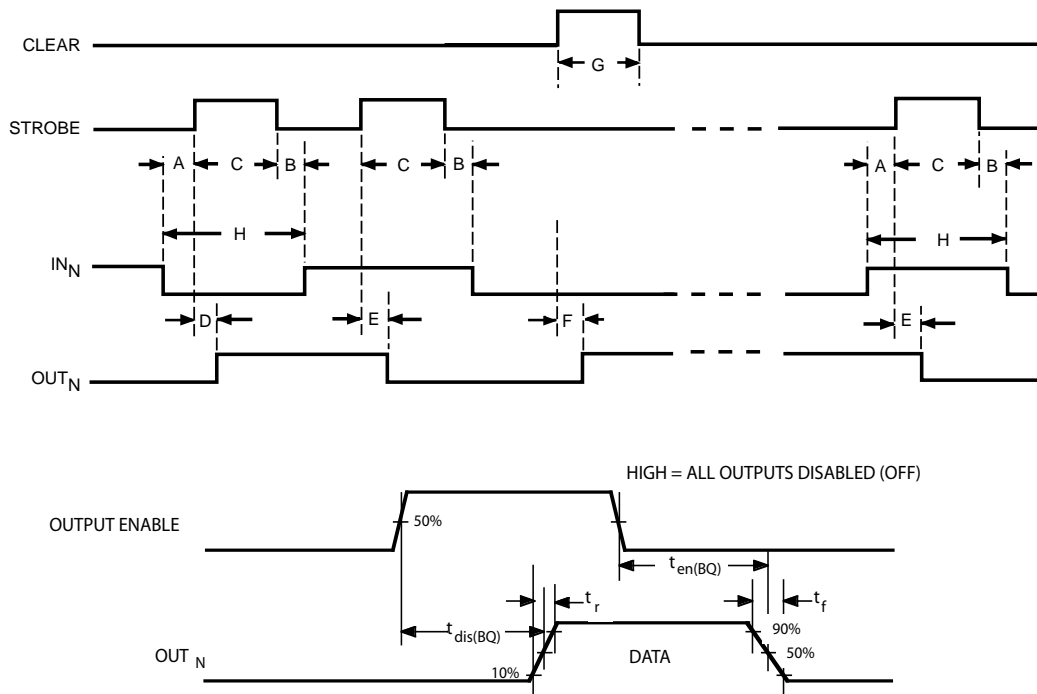 CLEAR
G
STROBE
A C B C B A C B
H H
IN N
D E F E
OUT N
HIGH = ALL OUTPUTS DISABLED (OFF)
OUTPUT ENABLE
50%
t en(BQ)
t r t f
t dis(BQ)
90%
OUT N DATA 50%
10%